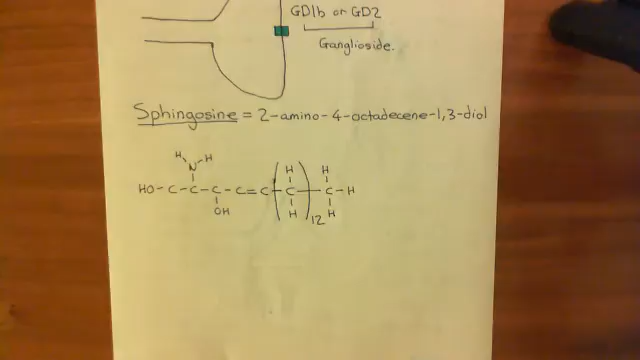 GD1b or GD2
Ganglioside.
Sphingosine = 2-amino-4-octadecene-1,3-diol
H H H H
N
HO-C-C-C-C=C-(C)-C-H
OH H 12 H